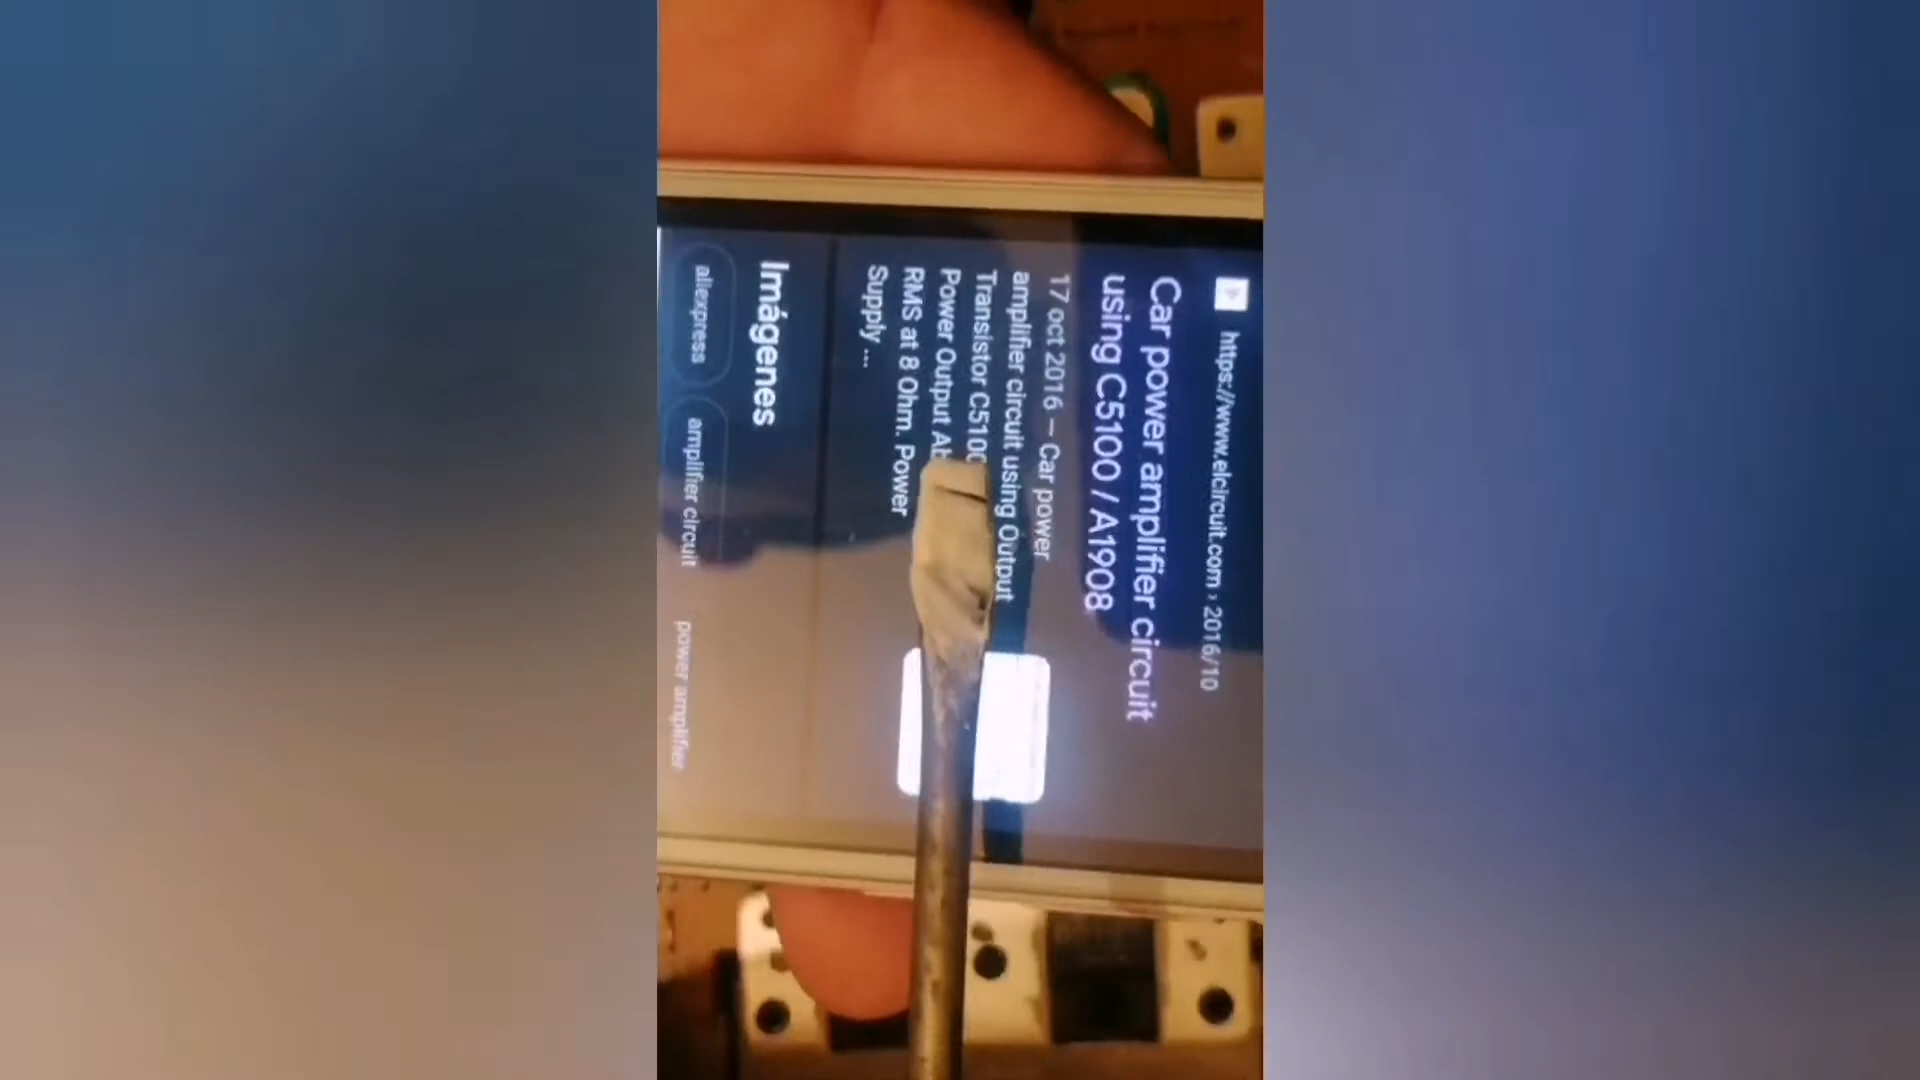 https://www.elcircuit.com › 2016/10
Car power amplifier circuit
using C5100 / A1908
17 oct 2016 — Car power
amplifier circuit using Output
Transistor C5100
Power Output
RMS at 8 Ohm. Power
Supply ...
Imágenes
aliexpress
amplifier circuit
power amplifier